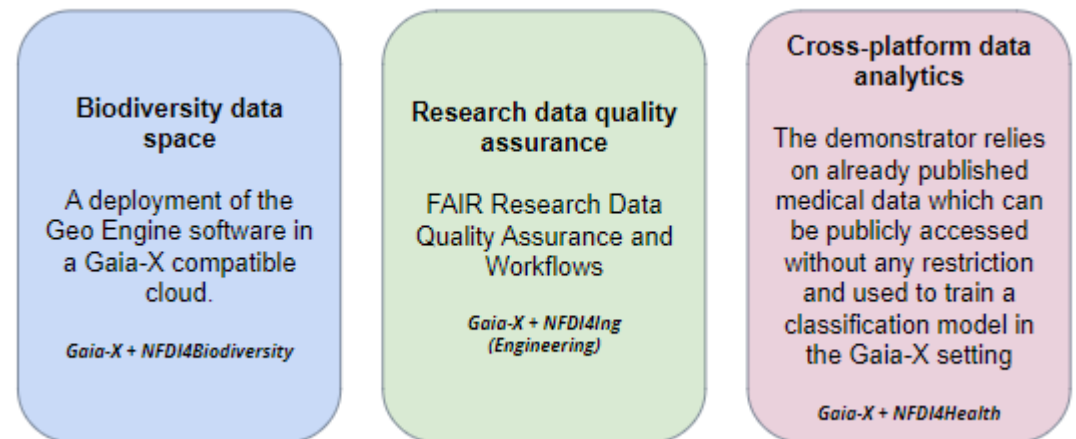 Biodiversity data
space
A deployment of the
Geo Engine software in
a Gaia-X compatible
cloud.
Gaia-X + NFDI4Biodiversity
Research data quality
assurance
FAIR Research Data
Quality Assurance and
Workflows
Gaia-X + NFDI4Ing
(Engineering)
Cross-platform data
analytics
The demonstrator relies
on already published
medical data which can
be publicly accessed
without any restriction
and used to train a
classification model in
the Gaia-X setting
Gaia-X + NFDI4Health